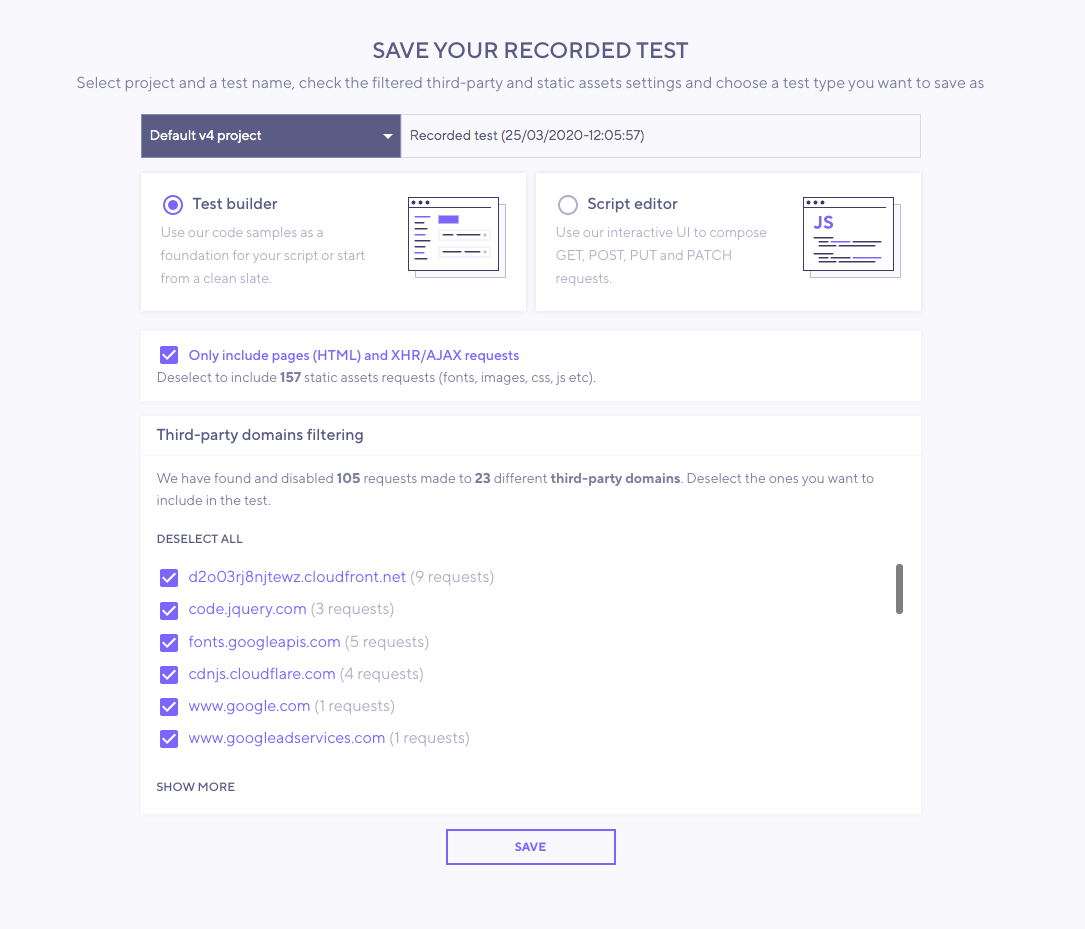 SAVE YOUR RECORDED TEST
Select project and a test name, check the filtered third-party and static assets settings and choose a test type you want to save as
Default v4 project
Recorded test (25/03/2020-12:05:57)
Test builder
Use our code samples as a
foundation for your script or start
from a clean slate.
Script editor
Use our interactive UI to compose
GET, POST, PUT and PATCH
requests.
JS
Only include pages (HTML) and XHR/AJAX requests
Deselect to include 157 static assets requests (fonts, images, css, js etc).
Third-party domains filtering
We have found and disabled 105 requests made to 23 different third-party domains. Deselect the ones you want to
include in the test.
DESELECT ALL
d2o03rj8njtewz.cloudfront.net (9 requests)
code.jquery.com (3 requests)
fonts.googleapis.com (5 requests)
cdnjs.cloudflare.com (4 requests)
www.google.com (1 requests)
www.googleadservices.com (1 requests)
SHOW MORE
SAVE